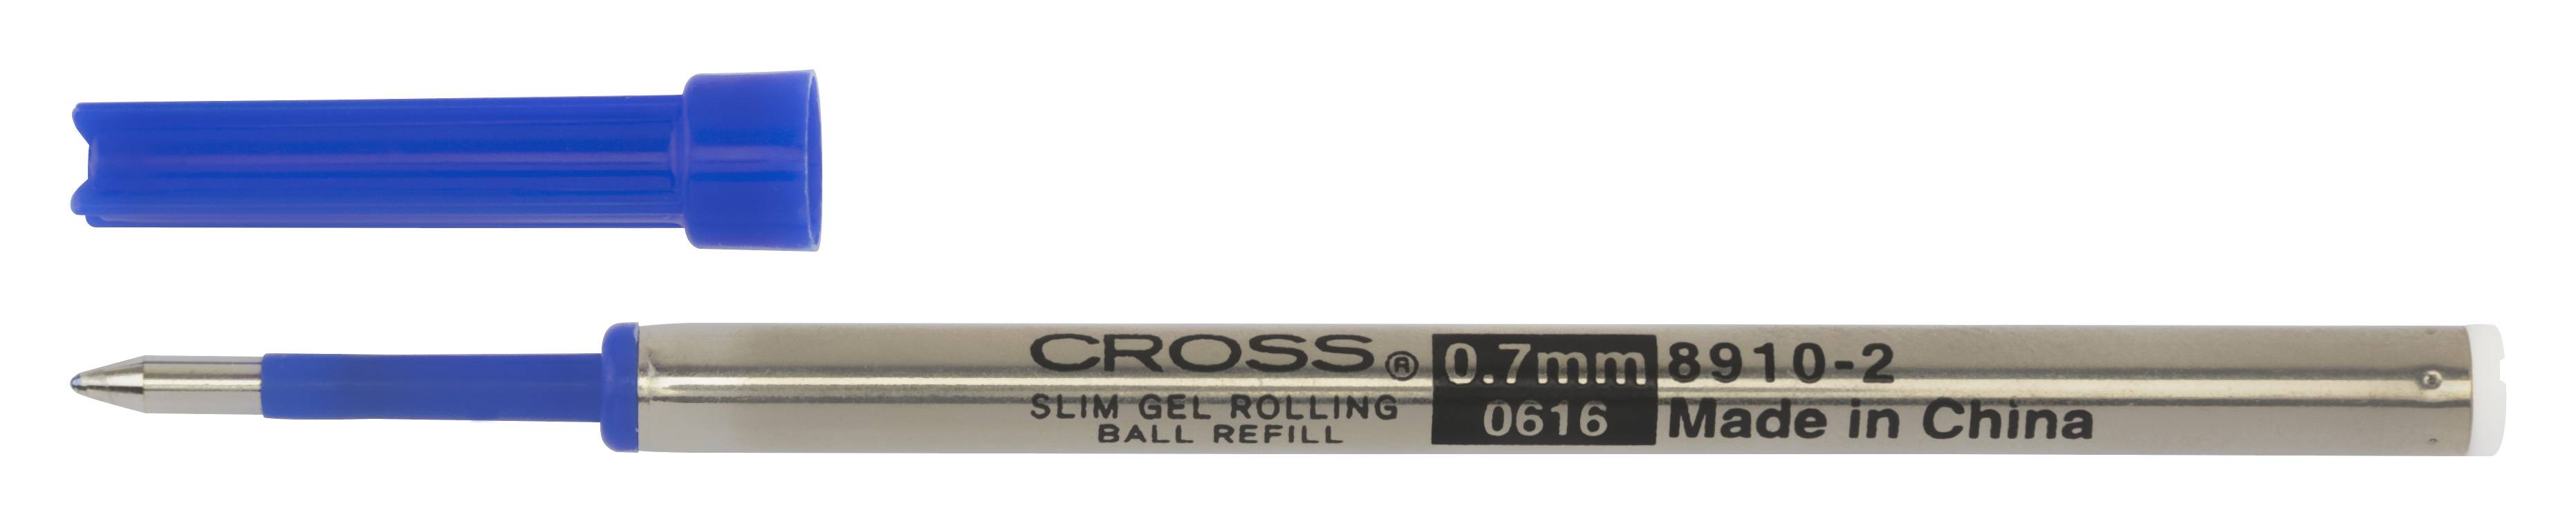 CROSS®
SLIM GEL ROLLING
BALL REFILL
0.7mm
0616
8910-2
Made in China